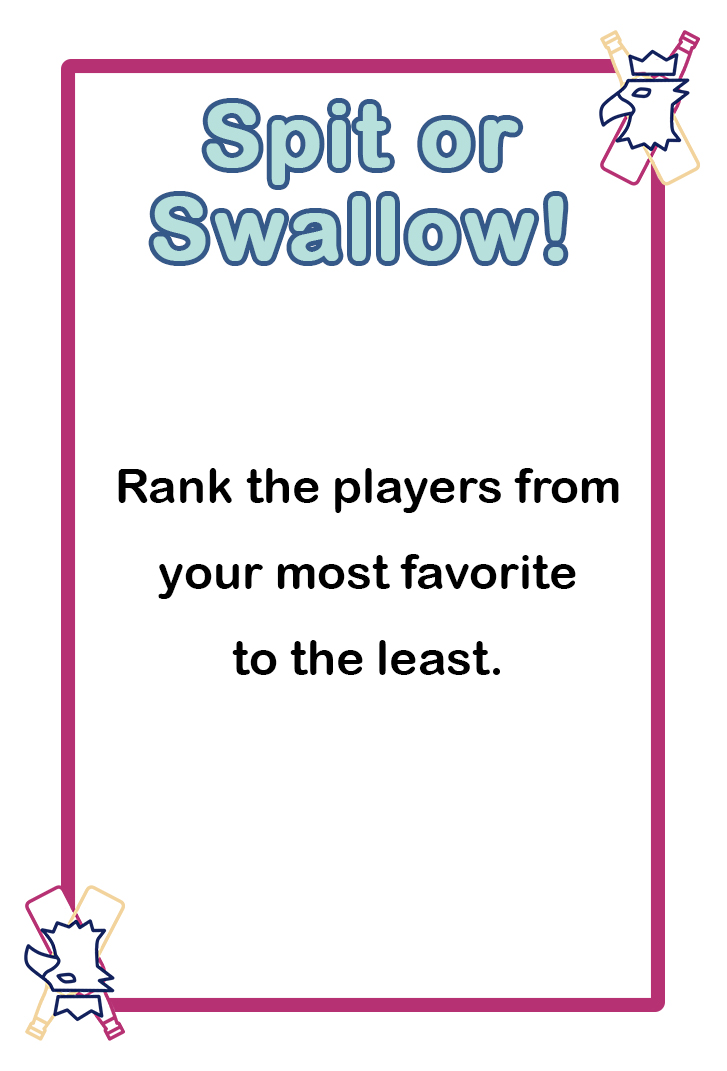 Spit or
Swallow!
Rank the players from
your most favorite
to the least.